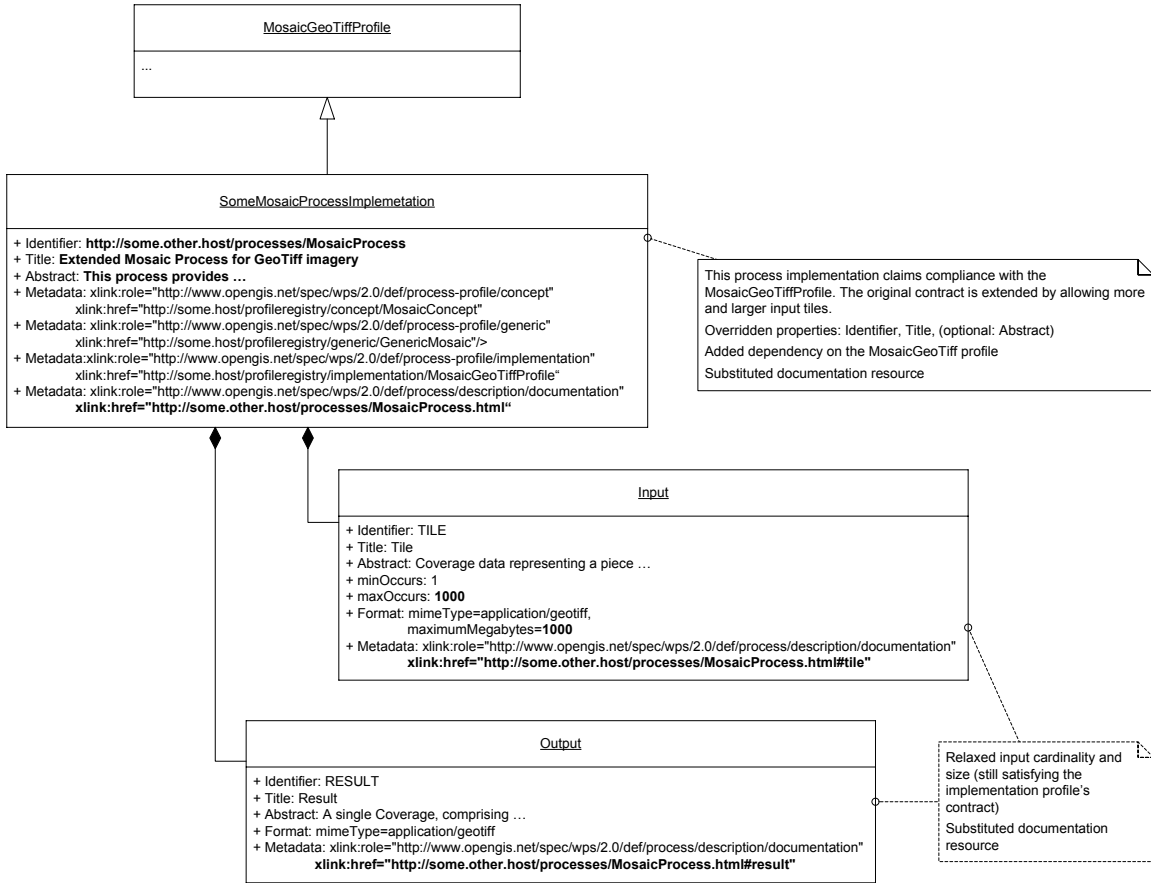 MosaicGeoTiffProfile
...
SomeMosaicProcessImplemetation
+ Identifier: http://some.other.host/processes/MosaicProcess
+ Title: Extended Mosaic Process for GeoTiff imagery
+ Abstract: This process provides …
+ Metadata: xlink:role="http://www.opengis.net/spec/wps/2.0/def/process-profile/concept"
xlink:href="http://some.host/profileregistry/concept/MosaicConcept"
+ Metadata: xlink:role="http://www.opengis.net/spec/wps/2.0/def/process-profile/generic"
xlink:href="http://some.host/profileregistry/generic/GenericMosaic"/>
+ Metadata:xlink:role="http://www.opengis.net/spec/wps/2.0/def/process-profile/implementation"
xlink:href="http://some.host/profileregistry/implementation/MosaicGeoTiffProfile“
+ Metadata: xlink:role="http://www.opengis.net/spec/wps/2.0/def/process/description/documentation"
xlink:href="http://some.other.host/processes/MosaicProcess.html“
This process implementation claims compliance with the
MosaicGeoTiffProfile. The original contract is extended by allowing more
and larger input tiles.
Overridden properties: Identifier, Title, (optional: Abstract)
Added dependency on the MosaicGeoTiff profile
Substituted documentation resource
Input
+ Identifier: TILE
+ Title: Tile
+ Abstract: Coverage data representing a piece …
+ minOccurs: 1
+ maxOccurs: 1000
+ Format: mimeType=application/geotiff,
maximumMegabytes=1000
+ Metadata: xlink:role="http://www.opengis.net/spec/wps/2.0/def/process/description/documentation"
xlink:href="http://some.other.host/processes/MosaicProcess.html#tile"
Output
+ Identifier: RESULT
+ Title: Result
+ Abstract: A single Coverage, comprising …
+ Format: mimeType=application/geotiff
+ Metadata: xlink:role="http://www.opengis.net/spec/wps/2.0/def/process/description/documentation"
xlink:href="http://some.other.host/processes/MosaicProcess.html#result"
Relaxed input cardinality and
size (still satisfying the
implementation profile's
contract)
Substituted documentation
resource